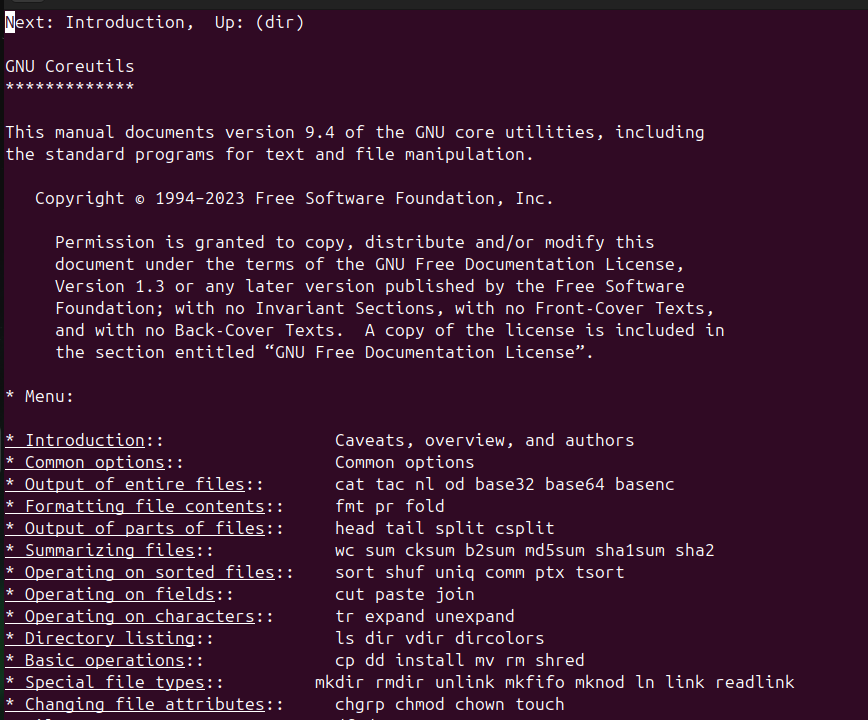 Next: Introduction,  Up: (dir)
GNU Coreutils
*************
This manual documents version 9.4 of the GNU core utilities, including
the standard programs for text and file manipulation.
Copyright © 1994–2023 Free Software Foundation, Inc.
Permission is granted to copy, distribute and/or modify this
document under the terms of the GNU Free Documentation License,
Version 1.3 or any later version published by the Free Software
Foundation; with no Invariant Sections, with no Front-Cover Texts,
and with no Back-Cover Texts.  A copy of the license is included in
the section entitled “GNU Free Documentation License”.
* Menu:
* Introduction::                 Caveats, overview, and authors
* Common options::               Common options
* Output of entire files::       cat tac nl od base32 base64 basenc
* Formatting file contents::     fmt pr fold
* Output of parts of files::     head tail split csplit
* Summarizing files::            wc sum cksum b2sum md5sum sha1sum sha2
* Operating on sorted files::    sort shuf uniq comm ptx tsort
* Operating on fields::          cut paste join
* Operating on characters::      tr expand unexpand
* Directory listing::            ls dir vdir dircolors
* Basic operations::             cp dd install mv rm shred
* Special file types::         mkdir rmdir unlink mkfifo mknod ln link readlink
* Changing file attributes::     chgrp chmod chown touch